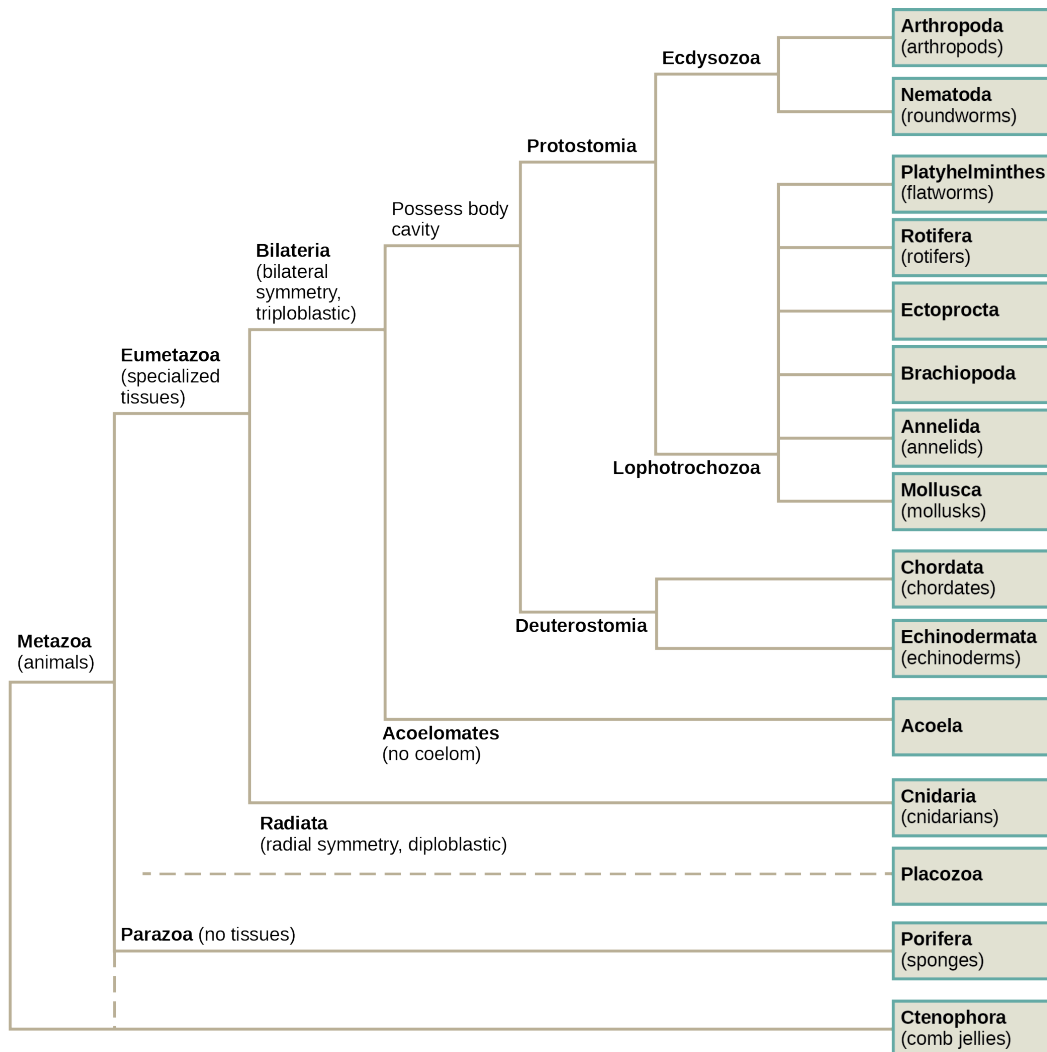 Arthropoda
(arthropods)
Ecdysozoa
Nematoda
(roundworms)
Protostomia
Platyhelminthes
(flatworms)
Possess body
cavity
Rotifera
(rotifers)
Bilateria
(bilateral
symmetry,
triploblastic)
Ectoprocta
Eumetazoa
(specialized
tissues)
Brachiopoda
Annelida
(annelids)
Lophotrochozoa
Mollusca
(mollusks)
Chordata
(chordates)
Deuterostomia
Echinodermata
(echinoderms)
Metazoa
(animals)
Acoela
Acoelomates
(no coelom)
Cnidaria
(cnidarians)
Radiata
(radial symmetry, diploblastic)
Placozoa
Parazoa (no tissues)
Porifera
(sponges)
Ctenophora
(comb jellies)